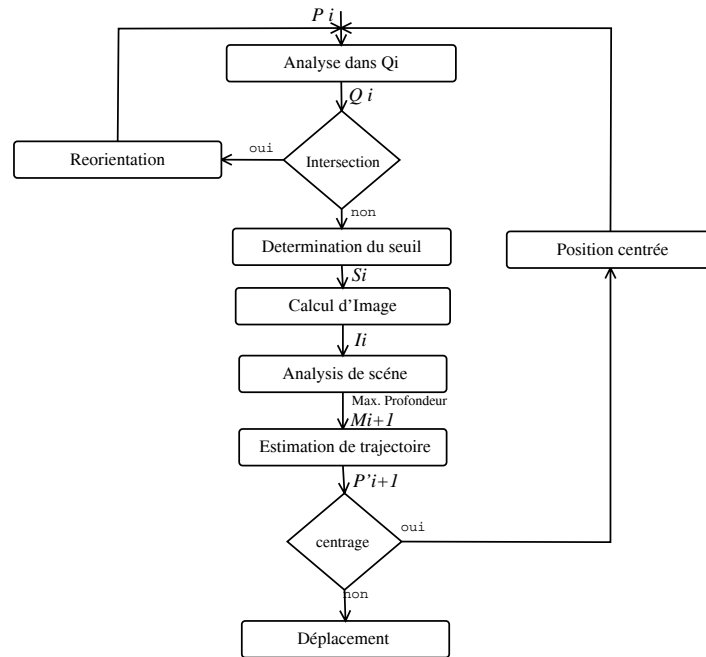 P i
Analyse dans Qi
Q i
Intersection
oui
Reorientation
non
Determination du seuil
Position centrée
Si
Calcul d'Image
Ii
Analysis de scéne
Max. Profondeur
Mi+1
Estimation de trajectoire
P'i+1
centrage
oui
non
Déplacement